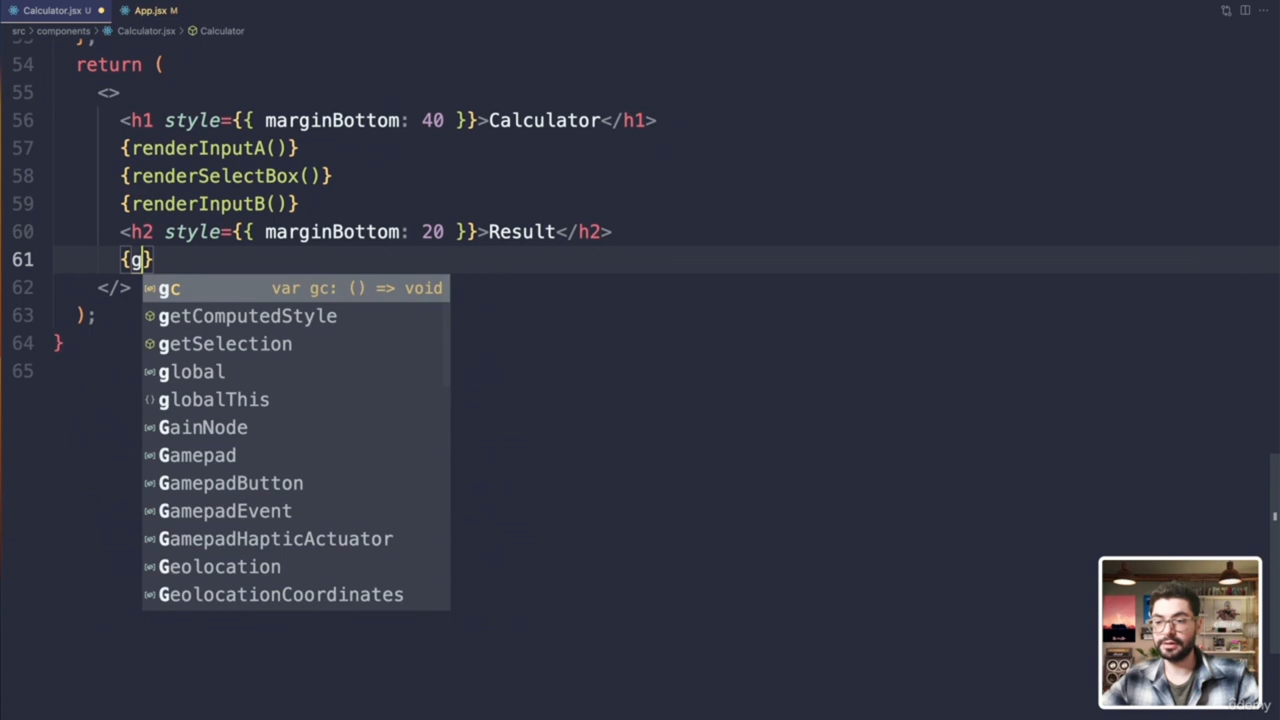 Calculator.jsx U App.jsx M
src components Calculator.jsx Calculator
53 };
54 return (
55 <>
56 <h1 style={{ marginBottom: 40 }}>Calculator</h1>
57 {renderInputA()}
58 {renderSelectBox()}
59 {renderInputB()}
60 <h2 style={{ marginBottom: 20 }}>Result</h2>
61 {g}
62 </> gc var gc: () => void
63 ); getComputedStyle
64 } getSelection
65 global
globalThis
GainNode
Gamepad
GamepadButton
GamepadEvent
GamepadHapticActuator
Geolocation
GeolocationCoordinates
ûdemy